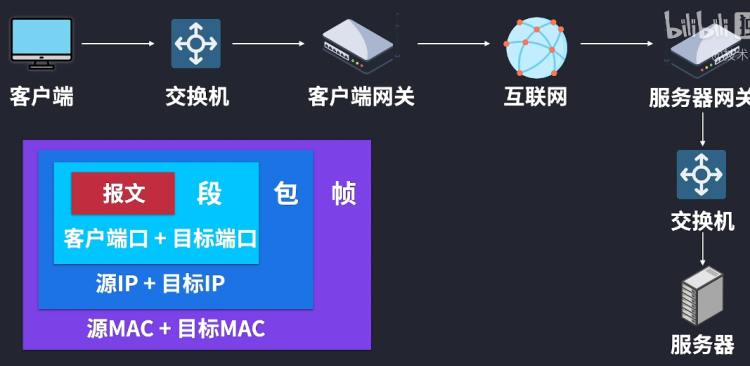 bilibili
客户端
交换机
客户端网关
互联网
服务器网关
报文
段
包
帧
客户端口 + 目标端口
源IP + 目标IP
源MAC + 目标MAC
交换机
服务器